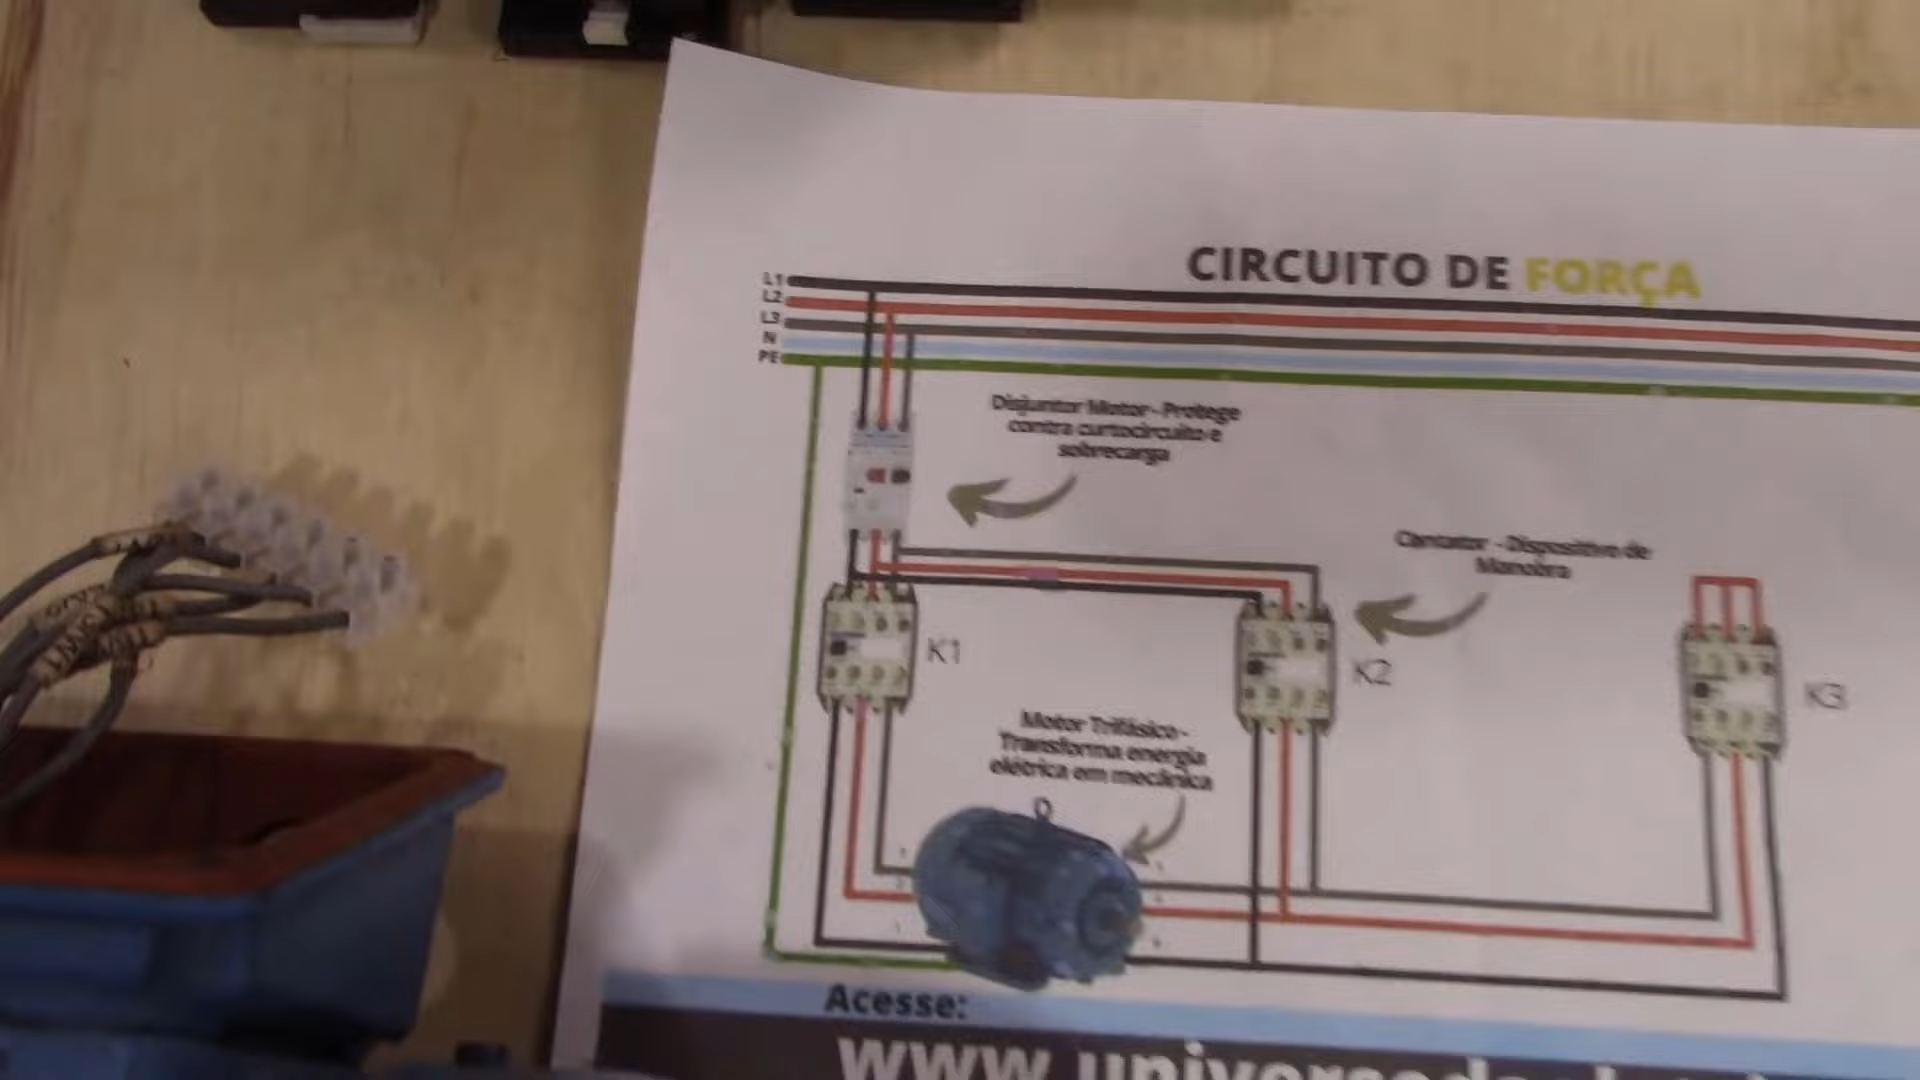 CIRCUITO DE FORÇA
L1
L2
L3
N
PE
Disjuntor Motor - Protege
contra curtocircuito e
sobrecarga
Contator - Dispositivo de
Manobra
K1
K2
K3
Motor Trifásico -
Transforma energia
elétrica em mecânica
Acesse: